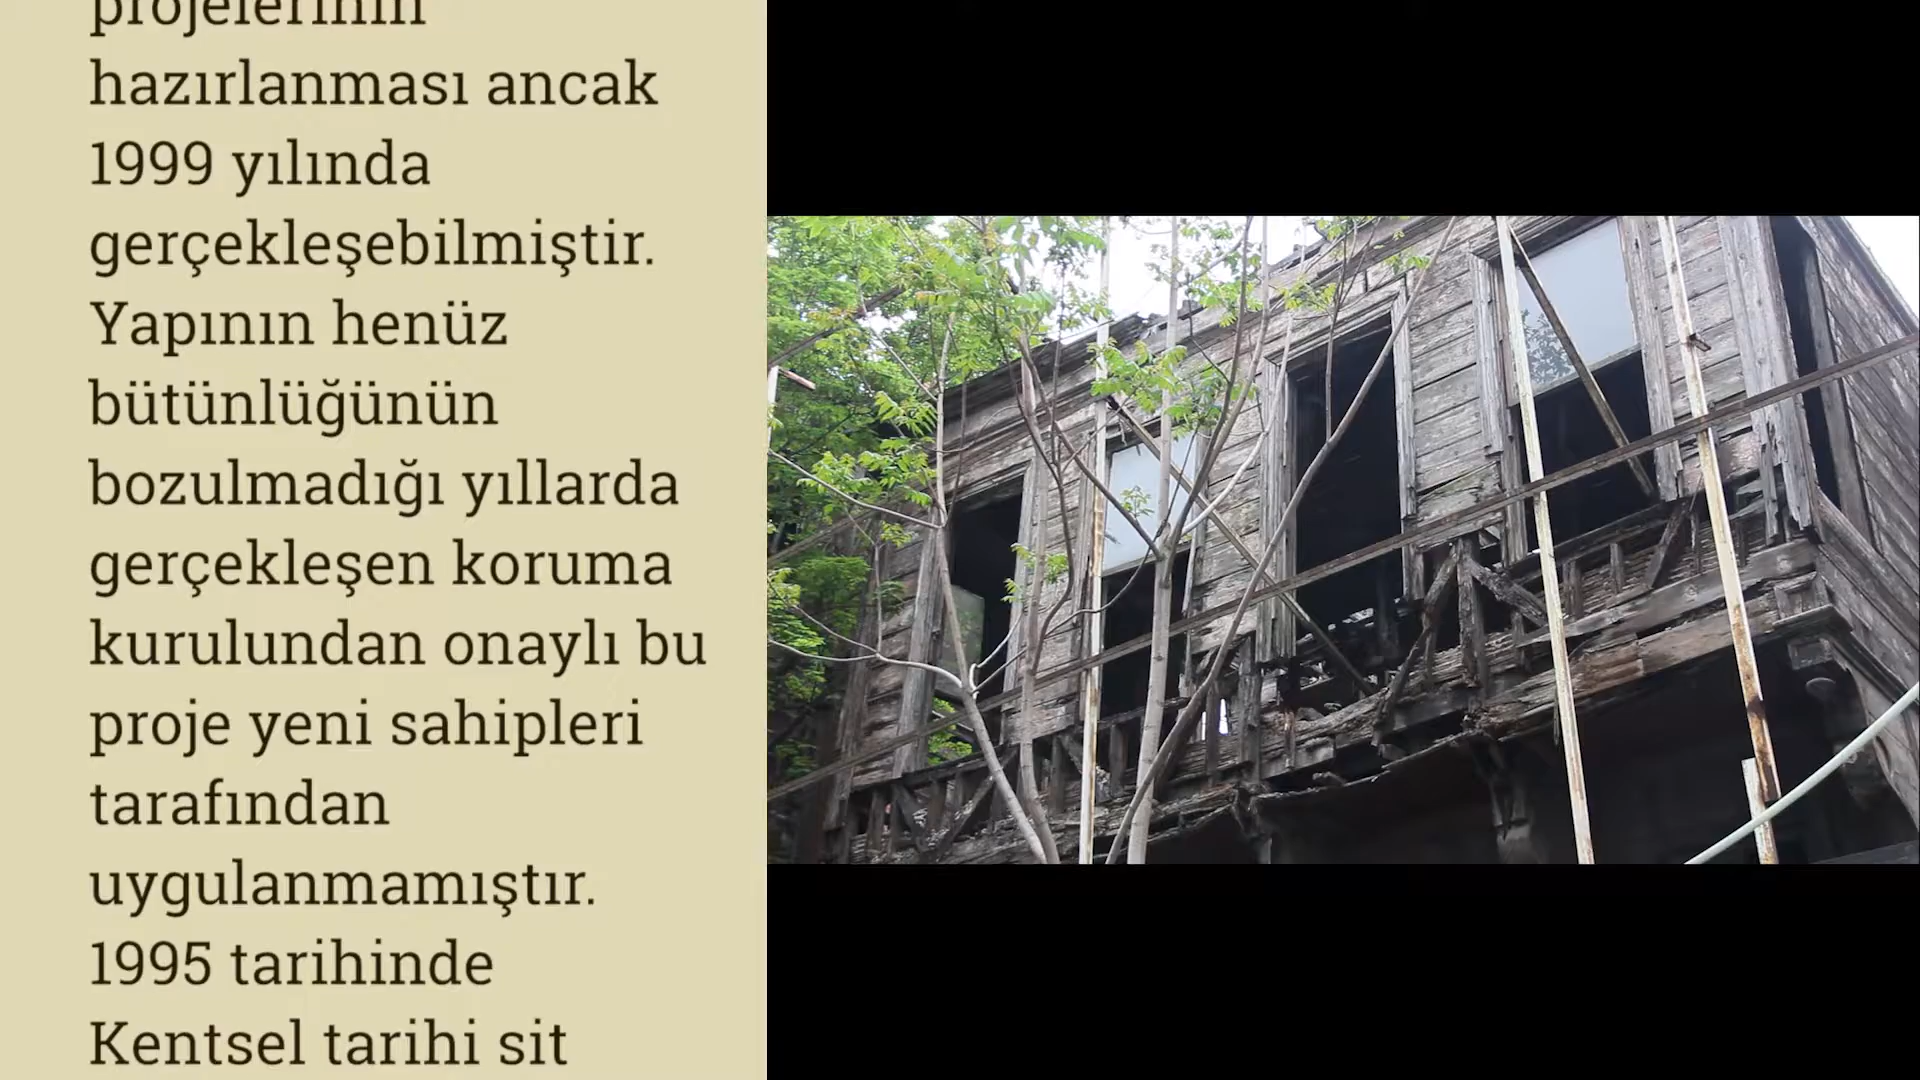 projelerinin
hazırlanması ancak
1999 yılında
gerçekleşebilmiştir.
Yapının henüz
bütünlüğünün
bozulmadığı yıllarda
gerçekleşen koruma
kurulundan onaylı bu
proje yeni sahipleri
tarafından
uygulanmamıştır.
1995 tarihinde
Kentsel tarihi sit